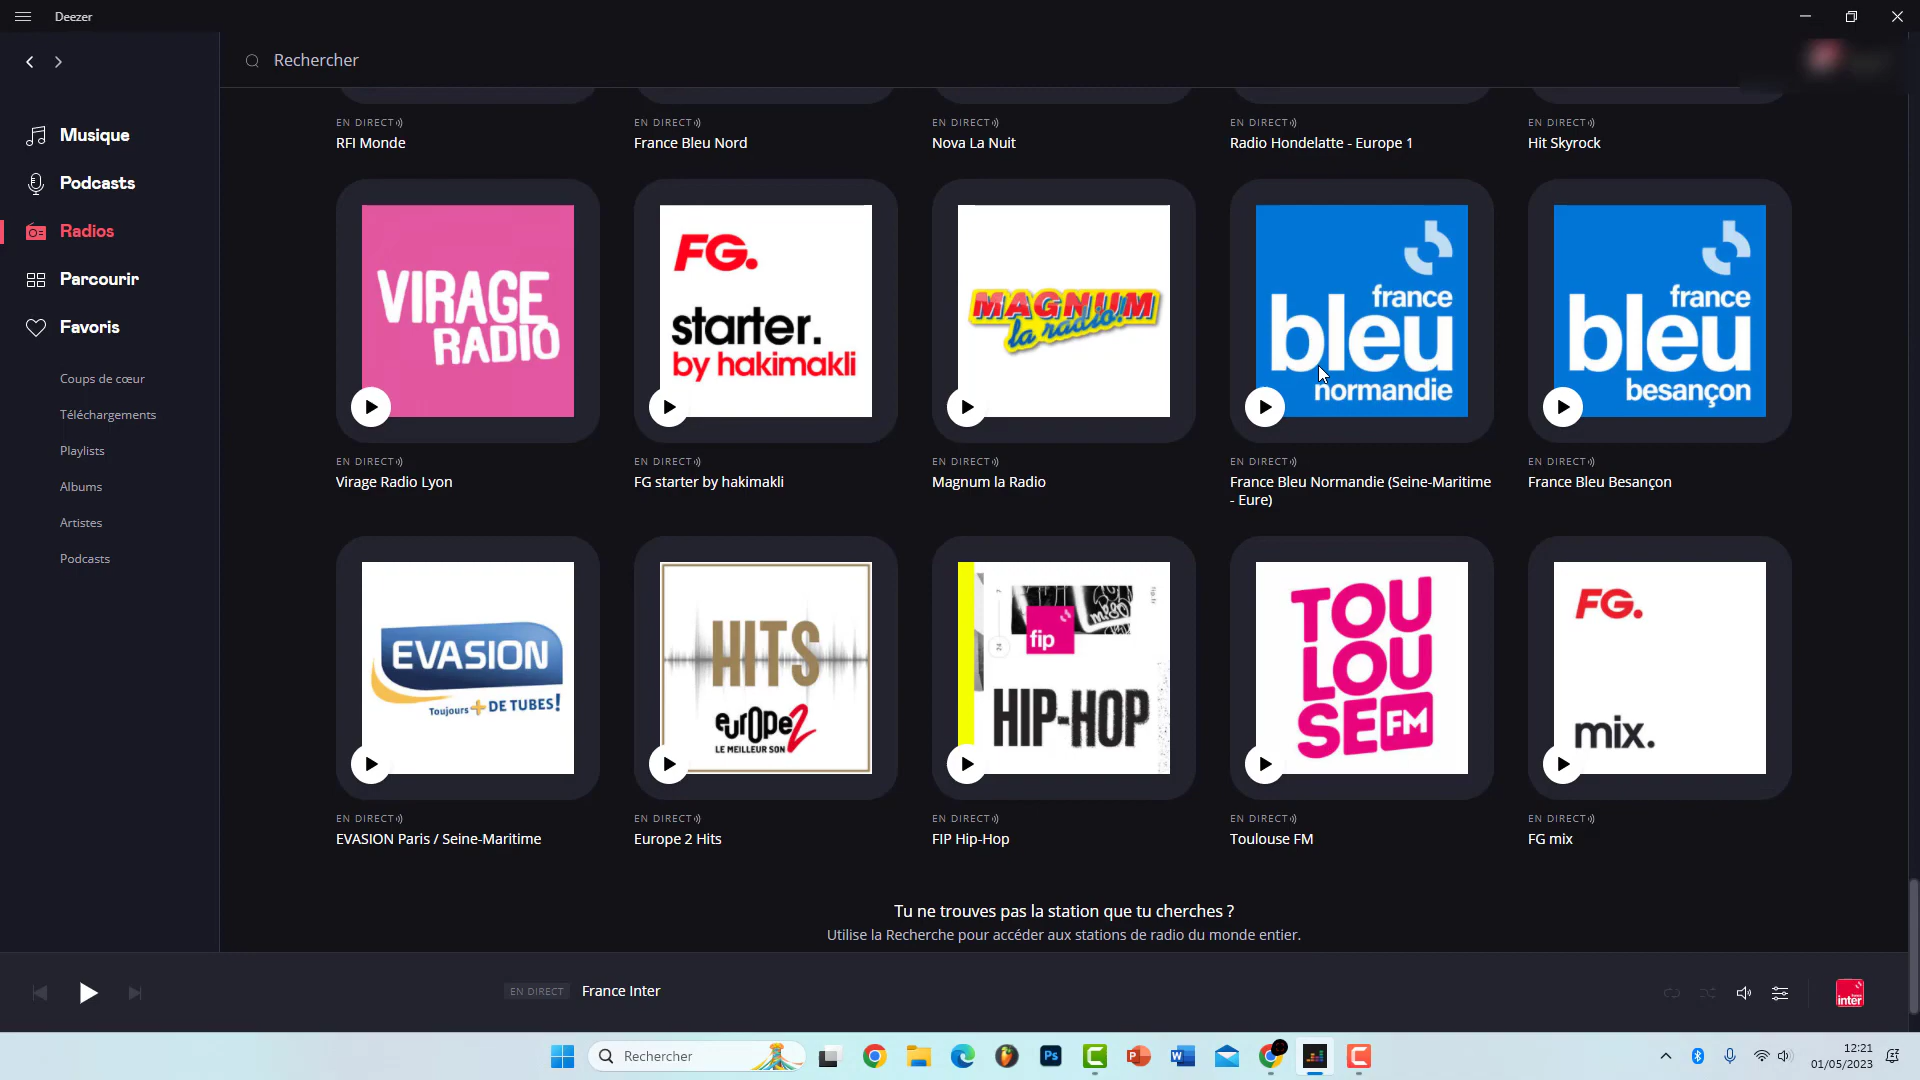 Deezer
Rechercher
Musique
Podcasts
Radios
Parcourir
Favoris
Coups de cœur
Téléchargements
Playlists
Albums
Artistes
Podcasts
EN DIRECT
RFI Monde
EN DIRECT
France Bleu Nord
EN DIRECT
Nova La Nuit
EN DIRECT
Radio Hondelatte - Europe 1
EN DIRECT
Hit Skyrock
VIRAGE
RADIO
FG.
starter.
by hakimakli
MAGNUM
la radio!
france
bleu
normandie
france
bleu
besançon
EN DIRECT
Virage Radio Lyon
EN DIRECT
FG starter by hakimakli
EN DIRECT
Magnum la Radio
EN DIRECT
France Bleu Normandie (Seine-Maritime
- Eure)
EN DIRECT
France Bleu Besançon
EVASION
Toujours + DE TUBES!
HITS
europe 2
LE MEILLEUR SON
fip
HIP-HOP
TOU
LOU
SE FM
FG.
mix.
EN DIRECT
EVASION Paris / Seine-Maritime
EN DIRECT
Europe 2 Hits
EN DIRECT
FIP Hip-Hop
EN DIRECT
Toulouse FM
EN DIRECT
FG mix
Tu ne trouves pas la station que tu cherches ?
Utilise la Recherche pour accéder aux stations de radio du monde entier.
EN DIRECT France Inter
inter
Rechercher
Ps
P
W
12:21
01/05/2023